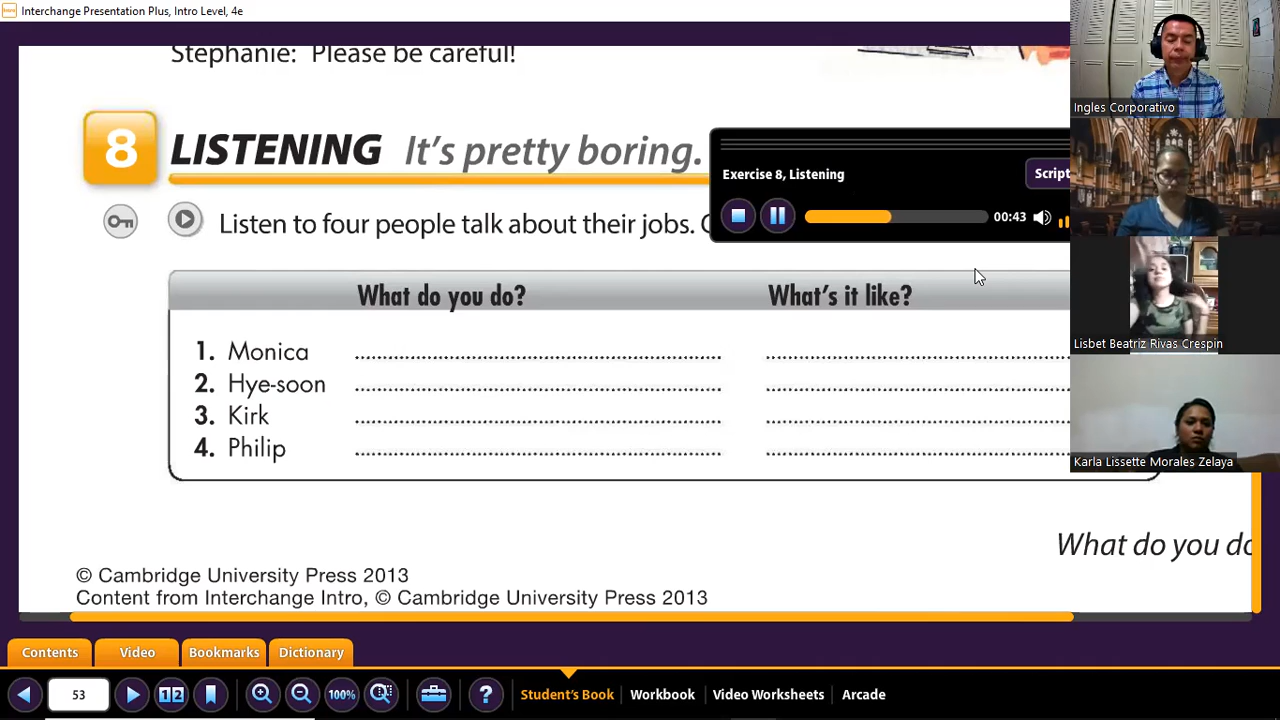 Interchange Presentation Plus, Intro Level, 4e
Stephanie: Please be careful!
8 LISTENING It's pretty boring.
Exercise 8, Listening
Script
00:43
Listen to four people talk about their jobs.
What do you do? What's it like?
1. Monica
2. Hye-soon
3. Kirk
4. Philip
What do you do
© Cambridge University Press 2013
Content from Interchange Intro, © Cambridge University Press 2013
Ingles Corporativo
Lisbet Beatriz Rivas Crespin
Karla Lissette Morales Zelaya
Contents Video Bookmarks Dictionary
53 12 100% ? Student's Book Workbook Video Worksheets Arcade